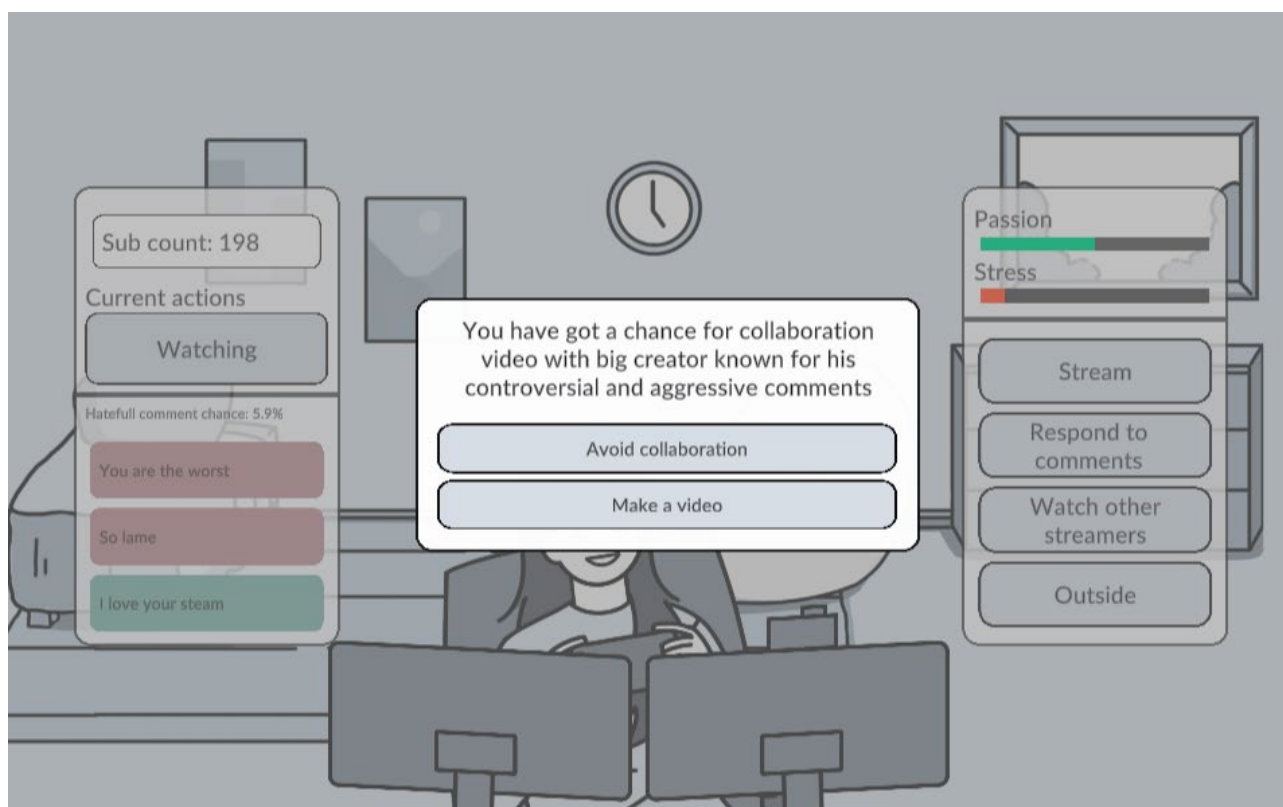 Sub count: 198
Current actions
Watching
Hatefull comment chance: 5.9%
You are the worst
So lame
I love your steam
You have got a chance for collaboration
video with big creator known for his
controversial and aggressive comments
Avoid collaboration
Make a video
Passion
Stress
Stream
Respond to
comments
Watch other
streamers
Outside